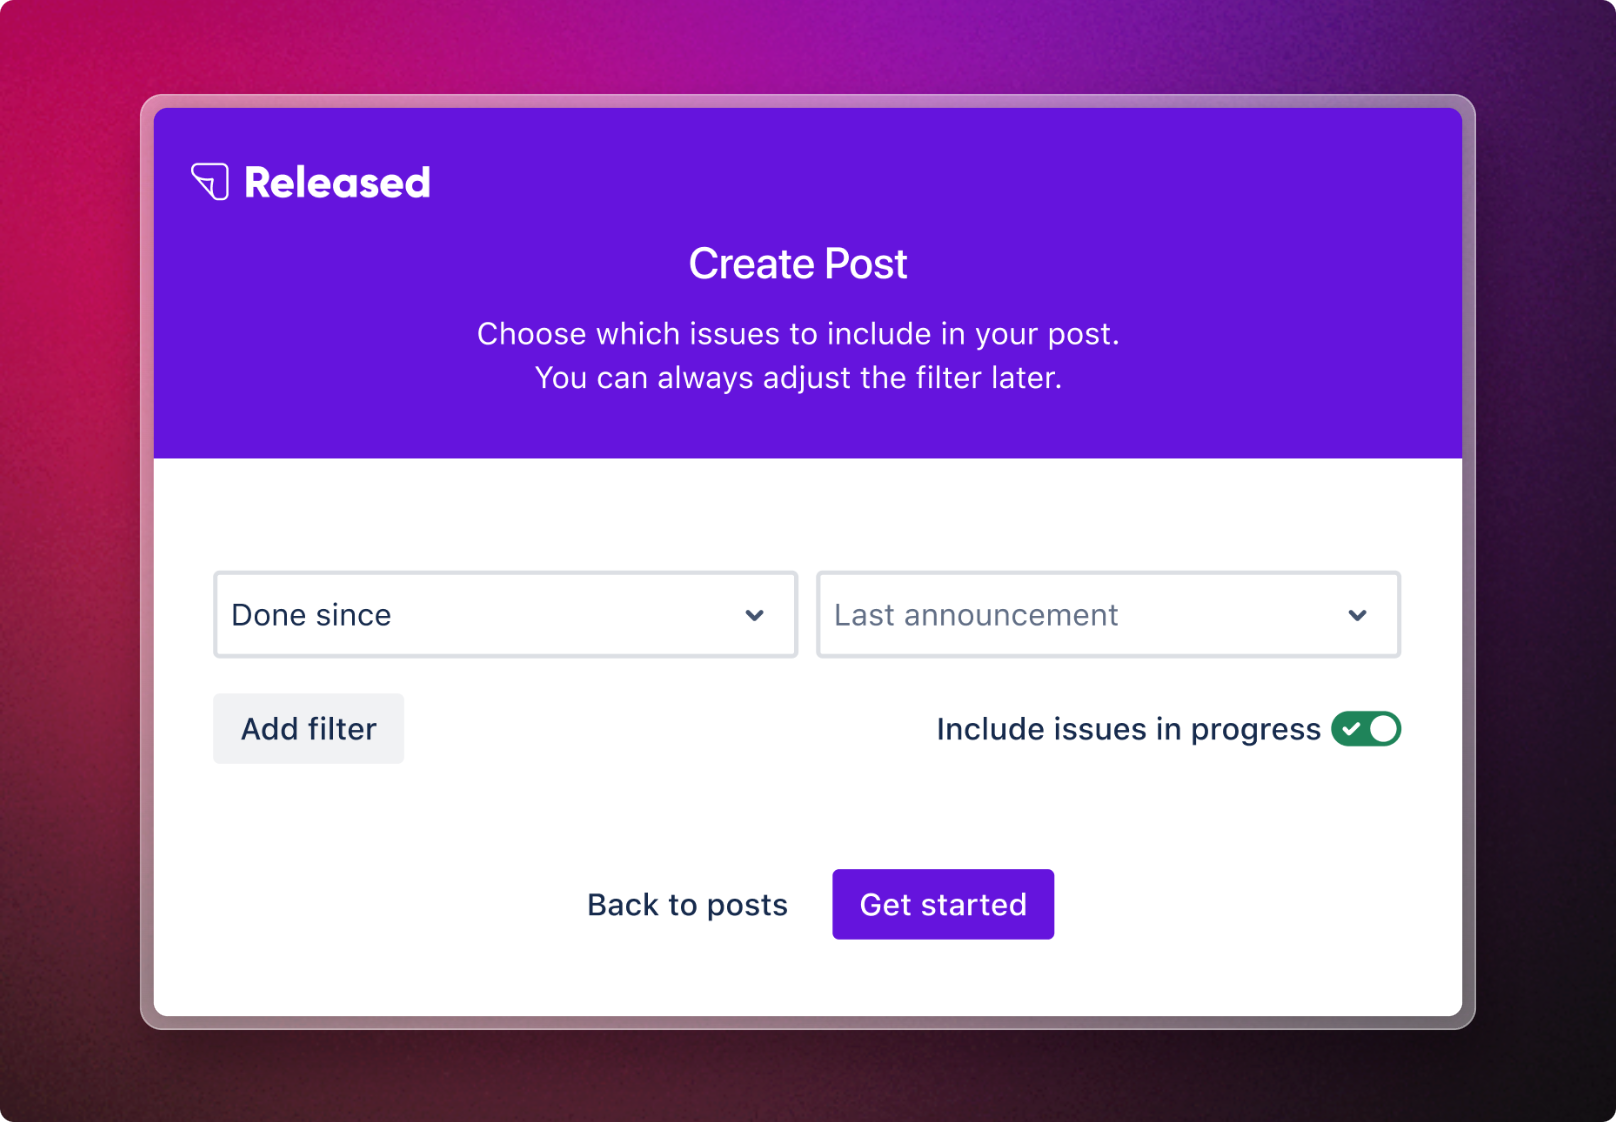 Released
Create Post
Choose which issues to include in your post.
You can always adjust the filter later.
Done since
Last announcement
Add filter
Include issues in progress
Back to posts
Get started